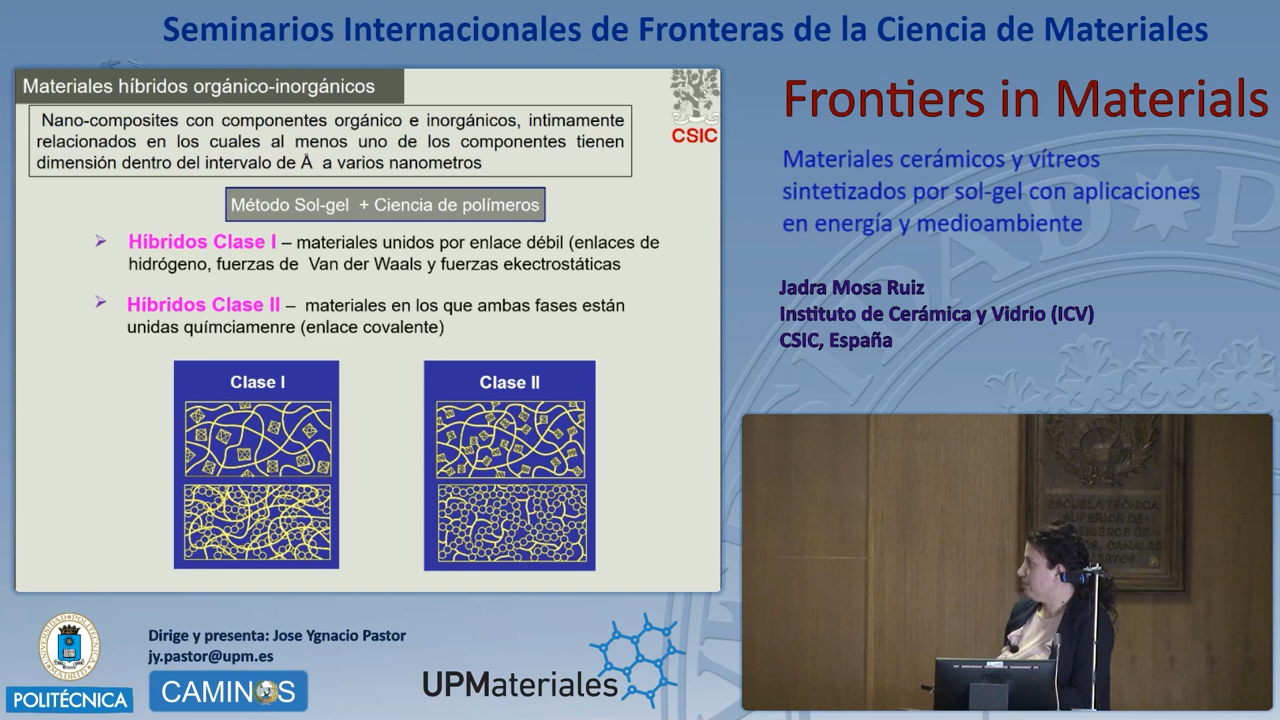 Seminarios Internacionales de Fronteras de la Ciencia de Materiales
Materiales híbridos orgánico-inorgánicos
CSIC
Nano-composites con componentes orgánico e inorgánicos, intimamente
relacionados en los cuales al menos uno de los componentes tienen
dimensión dentro del intervalo de Å a varios nanometros
Método Sol-gel + Ciencia de polímeros
Híbridos Clase I – materiales unidos por enlace débil (enlaces de
hidrógeno, fuerzas de Van der Waals y fuerzas ekectrostáticas
Híbridos Clase II – materiales en los que ambas fases están
unidas químciamenre (enlace covalente)
Clase I
Clase II
Frontiers in Materials
Materiales cerámicos y vítreos
sintetizados por sol-gel con aplicaciones
en energía y medioambiente
Jadra Mosa Ruiz
Instituto de Cerámica y Vidrio (ICV)
CSIC, España
ESCUELA TECNICA
SUPERIOR DE
Dirige y presenta: Jose Ygnacio Pastor
jy.pastor@upm.es
POLITÉCNICA
CAMINOS
UPMateriales